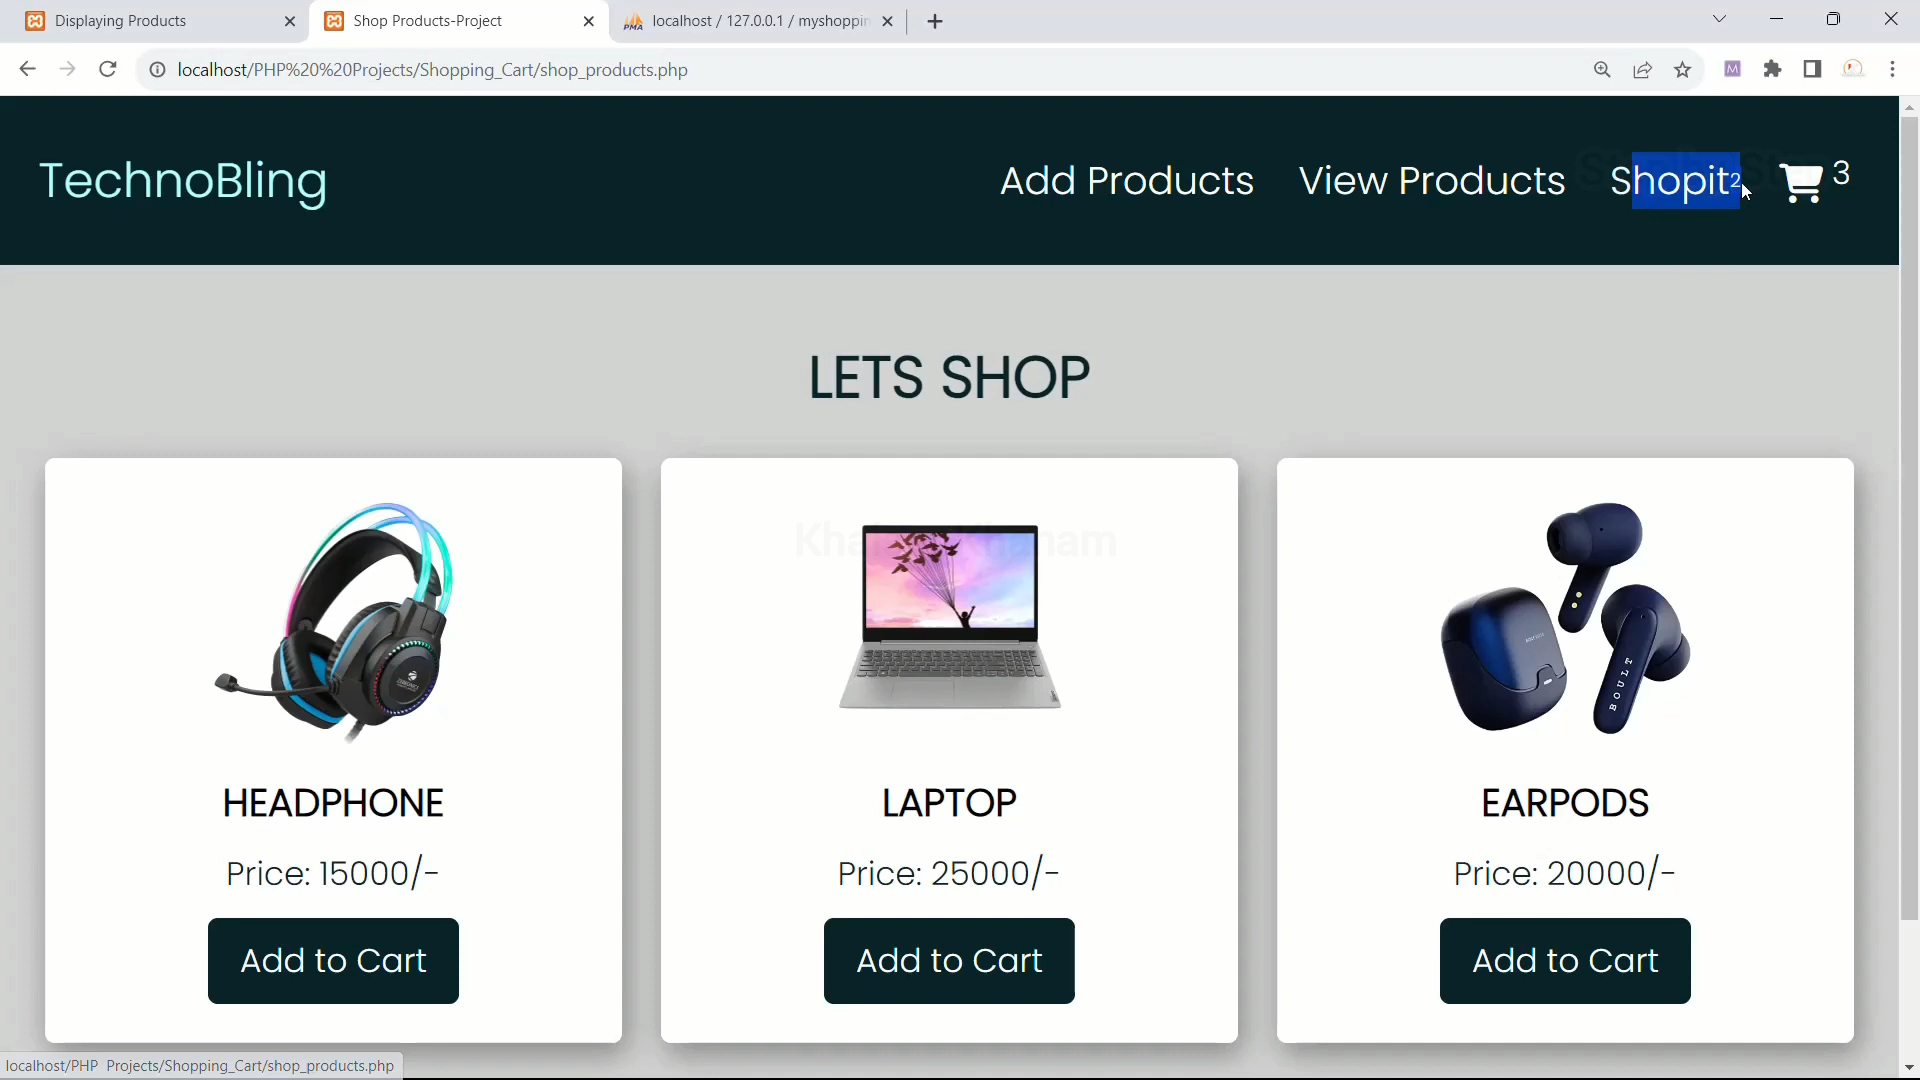 Displaying Products
Shop Products-Project
localhost / 127.0.0.1 / myshoppin
localhost/PHP%20%20Projects/Shopping_Cart/shop_products.php
TechnoBling
Add Products
View Products
Shopit2
3
LETS SHOP
HEADPHONE
Price: 15000/-
Add to Cart
LAPTOP
Price: 25000/-
Add to Cart
BOULT
EARPODS
Price: 20000/-
Add to Cart
localhost/PHP Projects/Shopping_Cart/shop_products.php